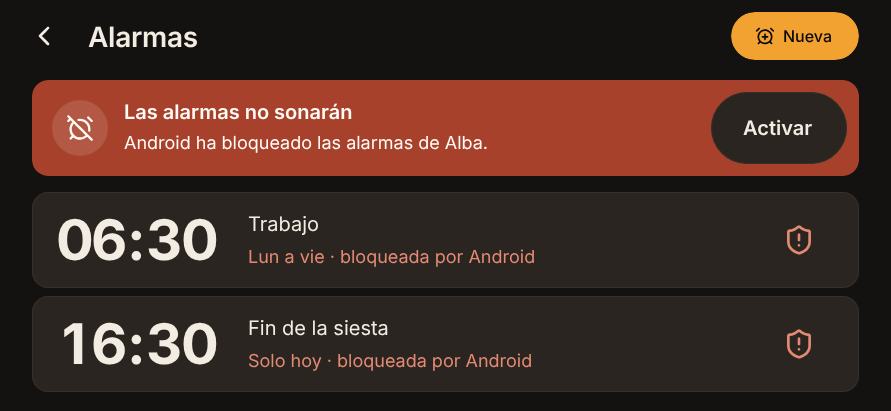 Alarmas
Nueva
Las alarmas no sonarán
Android ha bloqueado las alarmas de Alba.
Activar
06:30
Trabajo
Lun a vie · bloqueada por Android
16:30
Fin de la siesta
Solo hoy · bloqueada por Android